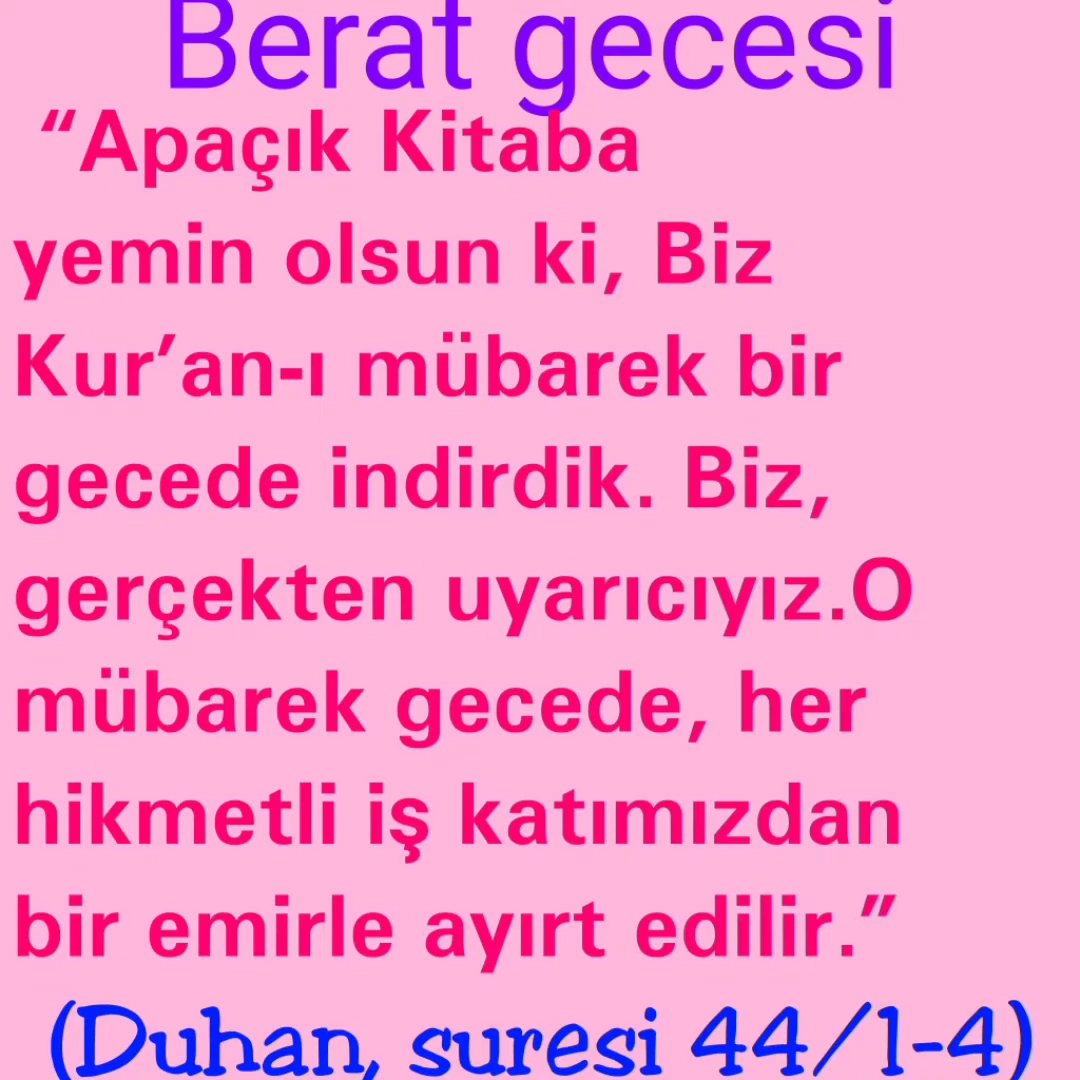 Berat gecesi
“Apaçık Kitaba
yemin olsun ki, Biz
Kur’an-ı mübarek bir
gecede indirdik. Biz,
gerçekten uyarıcıyız.O
mübarek gecede, her
hikmetli iş katımızdan
bir emirle ayırt edilir.”
(Duhan, suresi 44/1-4)